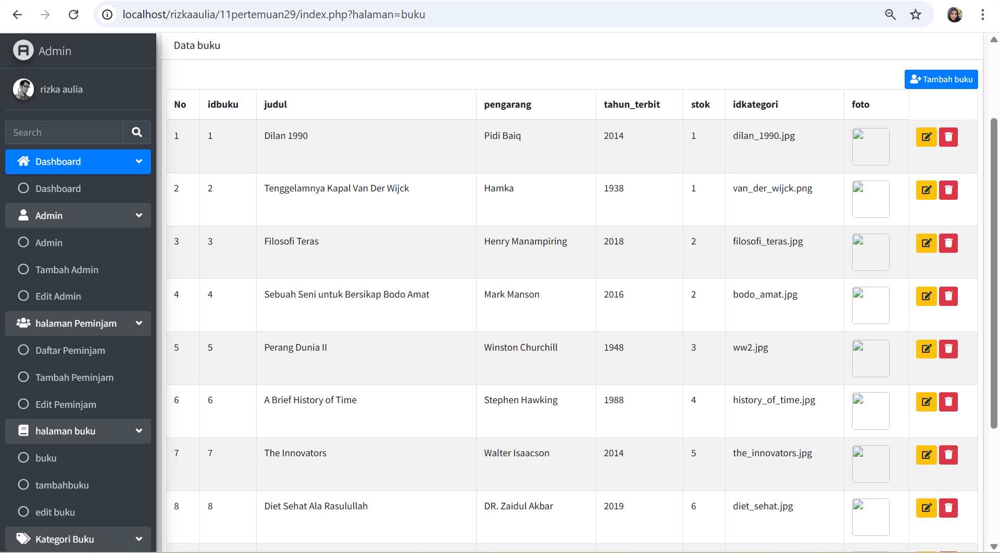 localhost/rizkaaulia/11pertemuan29/index.php?halaman=buku
Admin
rizka aulia
Search
Dashboard
Dashboard
Admin
Admin
Tambah Admin
Edit Admin
halaman Peminjam
Daftar Peminjam
Tambah Peminjam
Edit Peminjam
halaman buku
buku
tambahbuku
edit buku
Kategori Buku
Data buku
Tambah buku
No idbuku judul pengarang tahun_terbit stok idkategori foto
1 1 Dilan 1990 Pidi Baiq 2014 1 dilan_1990.jpg
2 2 Tenggelamnya Kapal Van Der Wijck Hamka 1938 1 van_der_wijck.png
3 3 Filosofi Teras Henry Manampiring 2018 2 filosofi_teras.jpg
4 4 Sebuah Seni untuk Bersikap Bodo Amat Mark Manson 2016 2 bodo_amat.jpg
5 5 Perang Dunia II Winston Churchill 1948 3 ww2.jpg
6 6 A Brief History of Time Stephen Hawking 1988 4 history_of_time.jpg
7 7 The Innovators Walter Isaacson 2014 5 the_innovators.jpg
8 8 Diet Sehat Ala Rasulullah DR. Zaidul Akbar 2019 6 diet_sehat.jpg